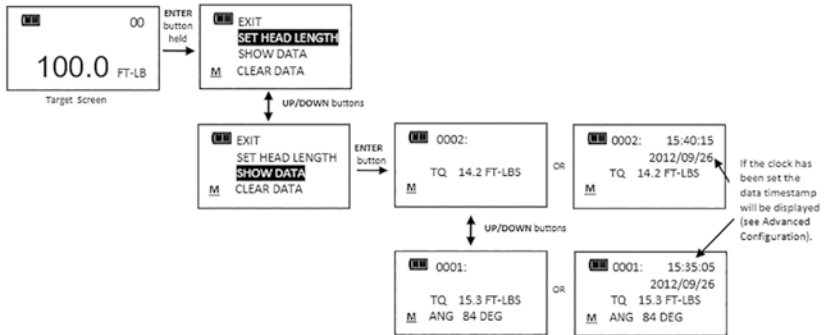 00
100.0 FT-LB
Target Screen
ENTER
button
held
EXIT
SET HEAD LENGTH
SHOW DATA
M CLEAR DATA
UP/DOWN buttons
EXIT
SET HEAD LENGTH
SHOW DATA
M CLEAR DATA
ENTER
button
0002:
TQ 14.2 FT-LBS
M
OR
0002: 15:40:15
2012/09/26
TQ 14.2 FT-LBS
M
If the clock has
been set the
data timestamp
will be displayed
(see Advanced
Configuration).
UP/DOWN buttons
0001:
TQ 15.3 FT-LBS
M ANG 84 DEG
OR
0001: 15:35:05
2012/09/26
TQ 15.3 FT-LBS
M ANG 84 DEG